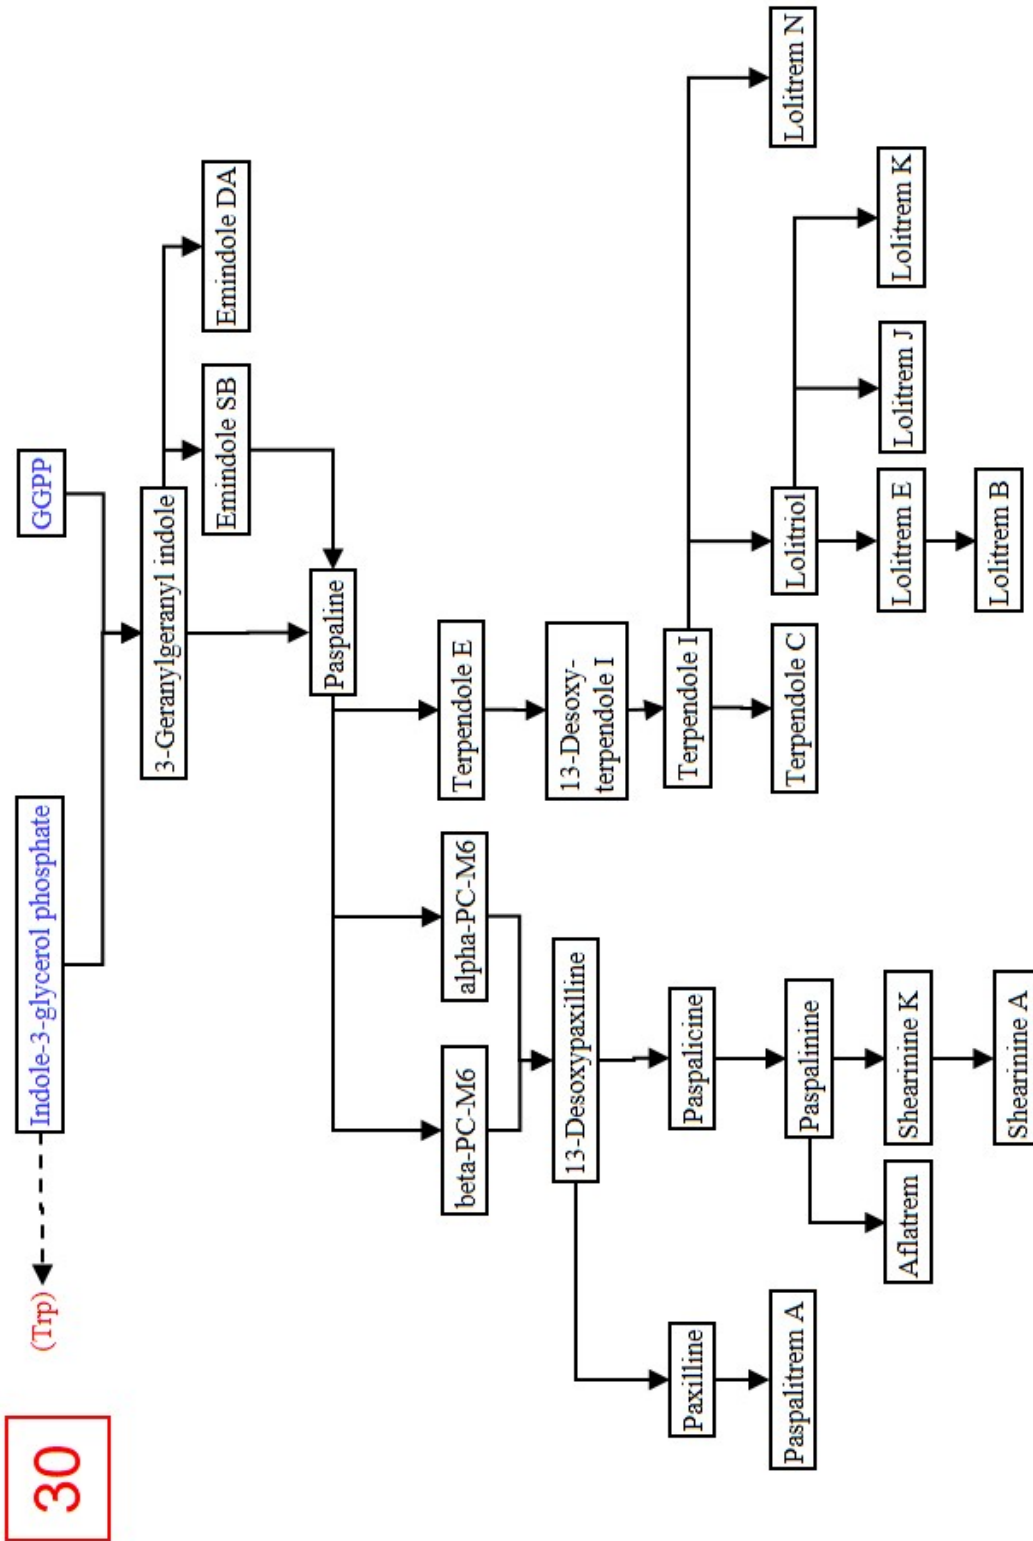 30
(Trp)
Indole-3-glycerol phosphate
GGPP
3-Geranylgeranyl indole
Emindole SB
Emindole DA
Paspaline
beta-PC-M6
alpha-PC-M6
Terpendole E
13-Desoxypaxilline
13-Desoxy-
terpendole I
Paxilline
Paspalicine
Terpendole I
Paspalitrem A
Paspalinine
Terpendole C
Lolitriol
Lolitrem N
Aflatrem
Shearinine K
Lolitrem E
Lolitrem J
Lolitrem K
Shearinine A
Lolitrem B